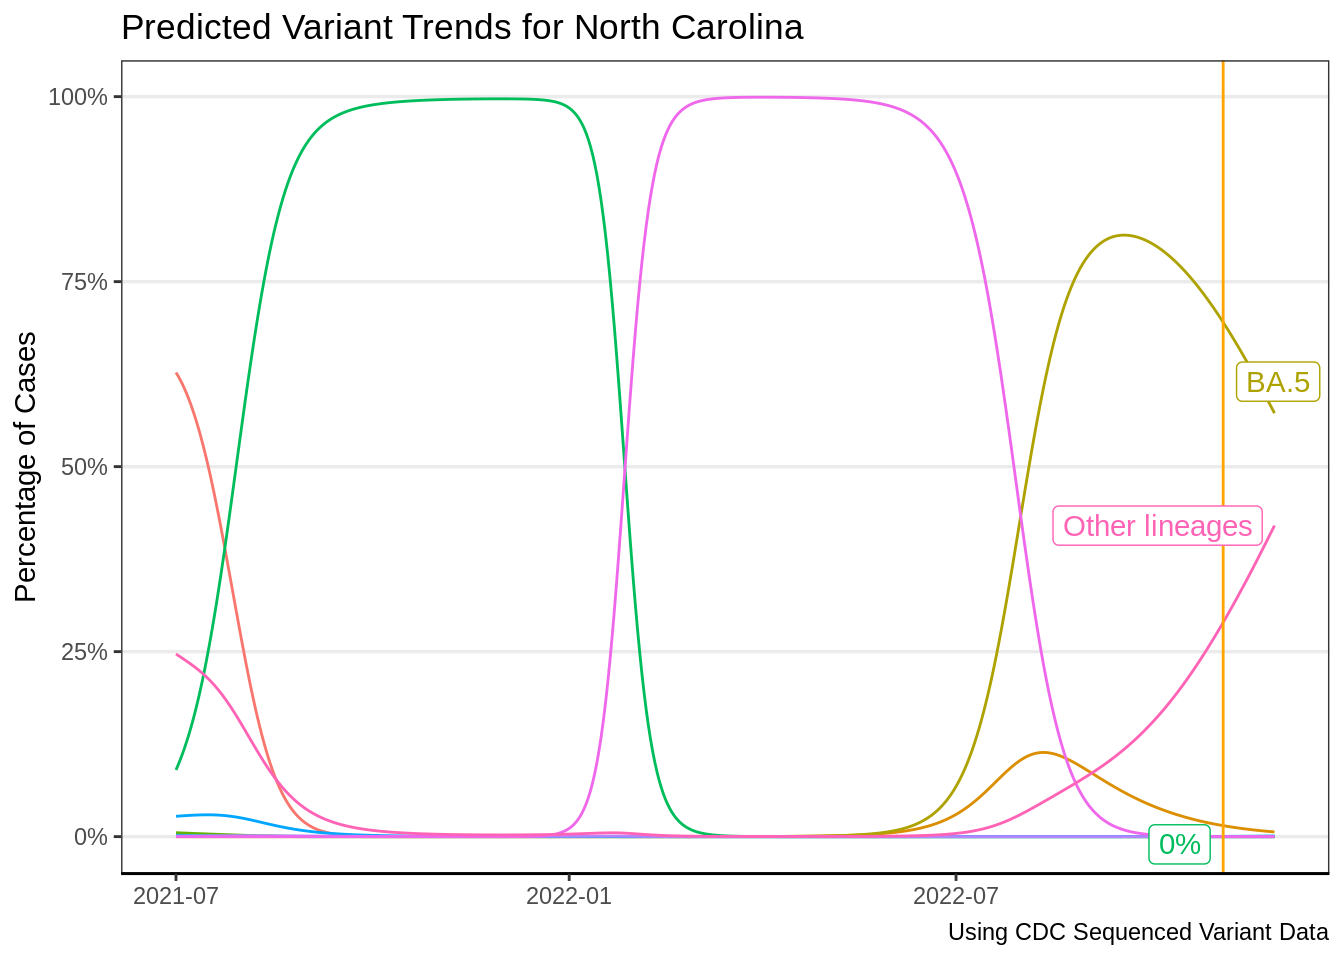 Predicted Variant Trends for North Carolina
Percentage of Cases
100%
75%
50%
25%
0%
BA.5
Other lineages
0%
2021-07
2022-01
2022-07
Using CDC Sequenced Variant Data